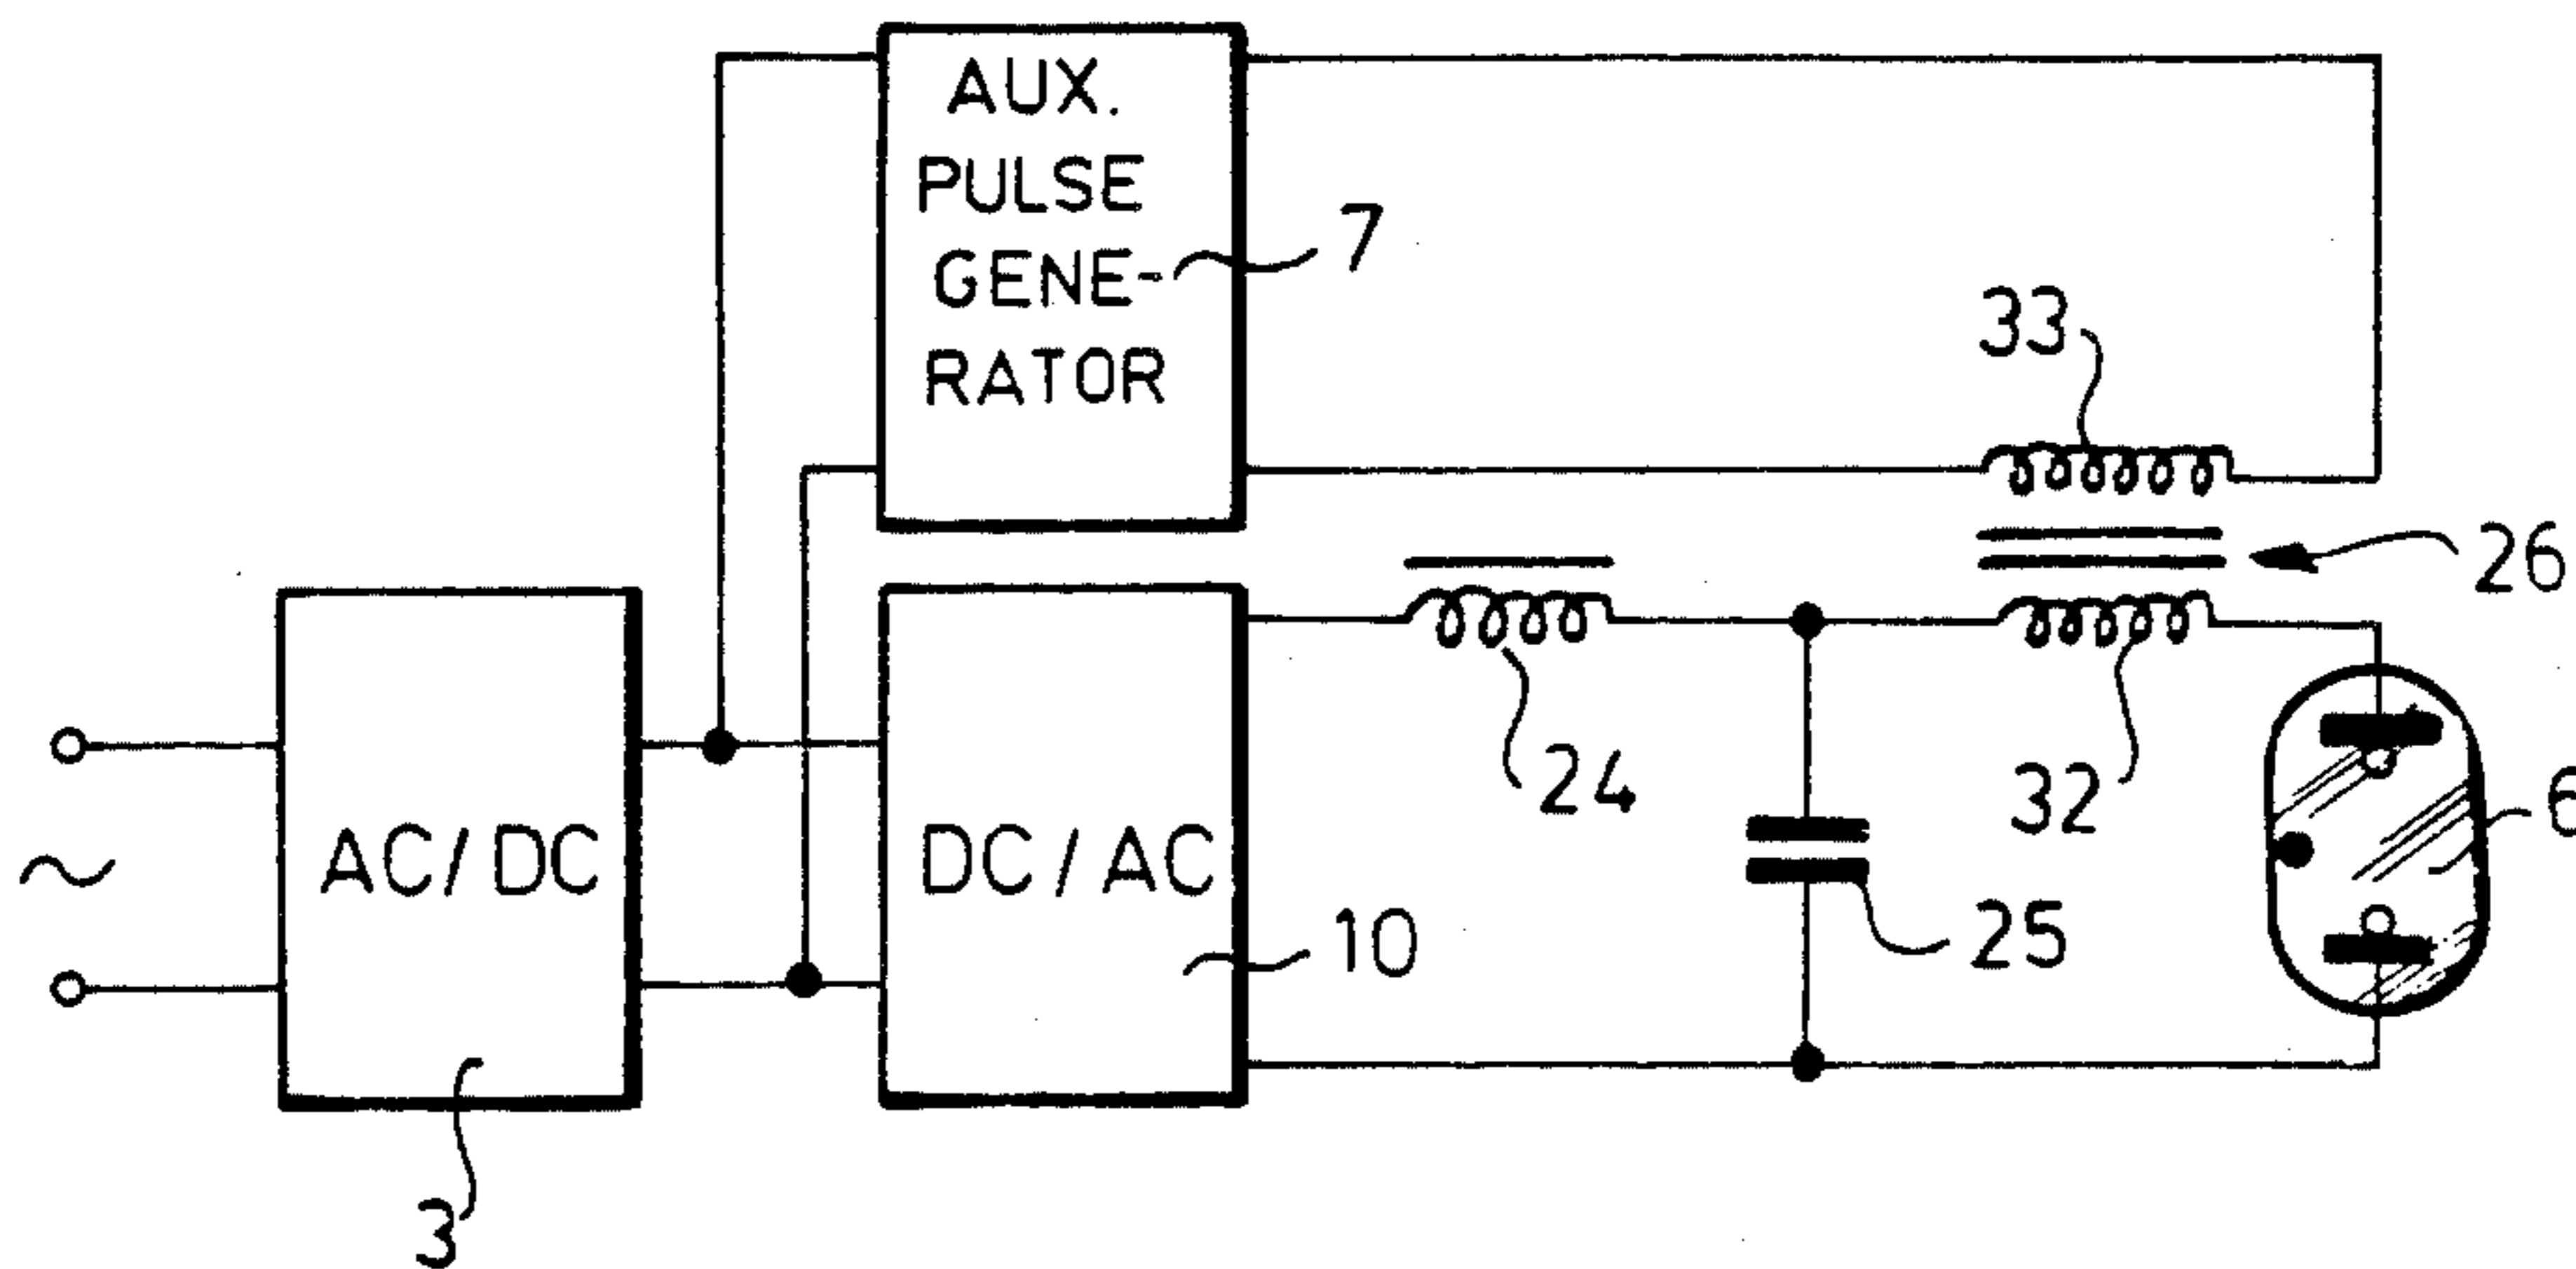 AUX.
PULSE
GENE-
RATOR
7
33
26
24
32
6
25
AC/DC
DC/AC
10
~
3